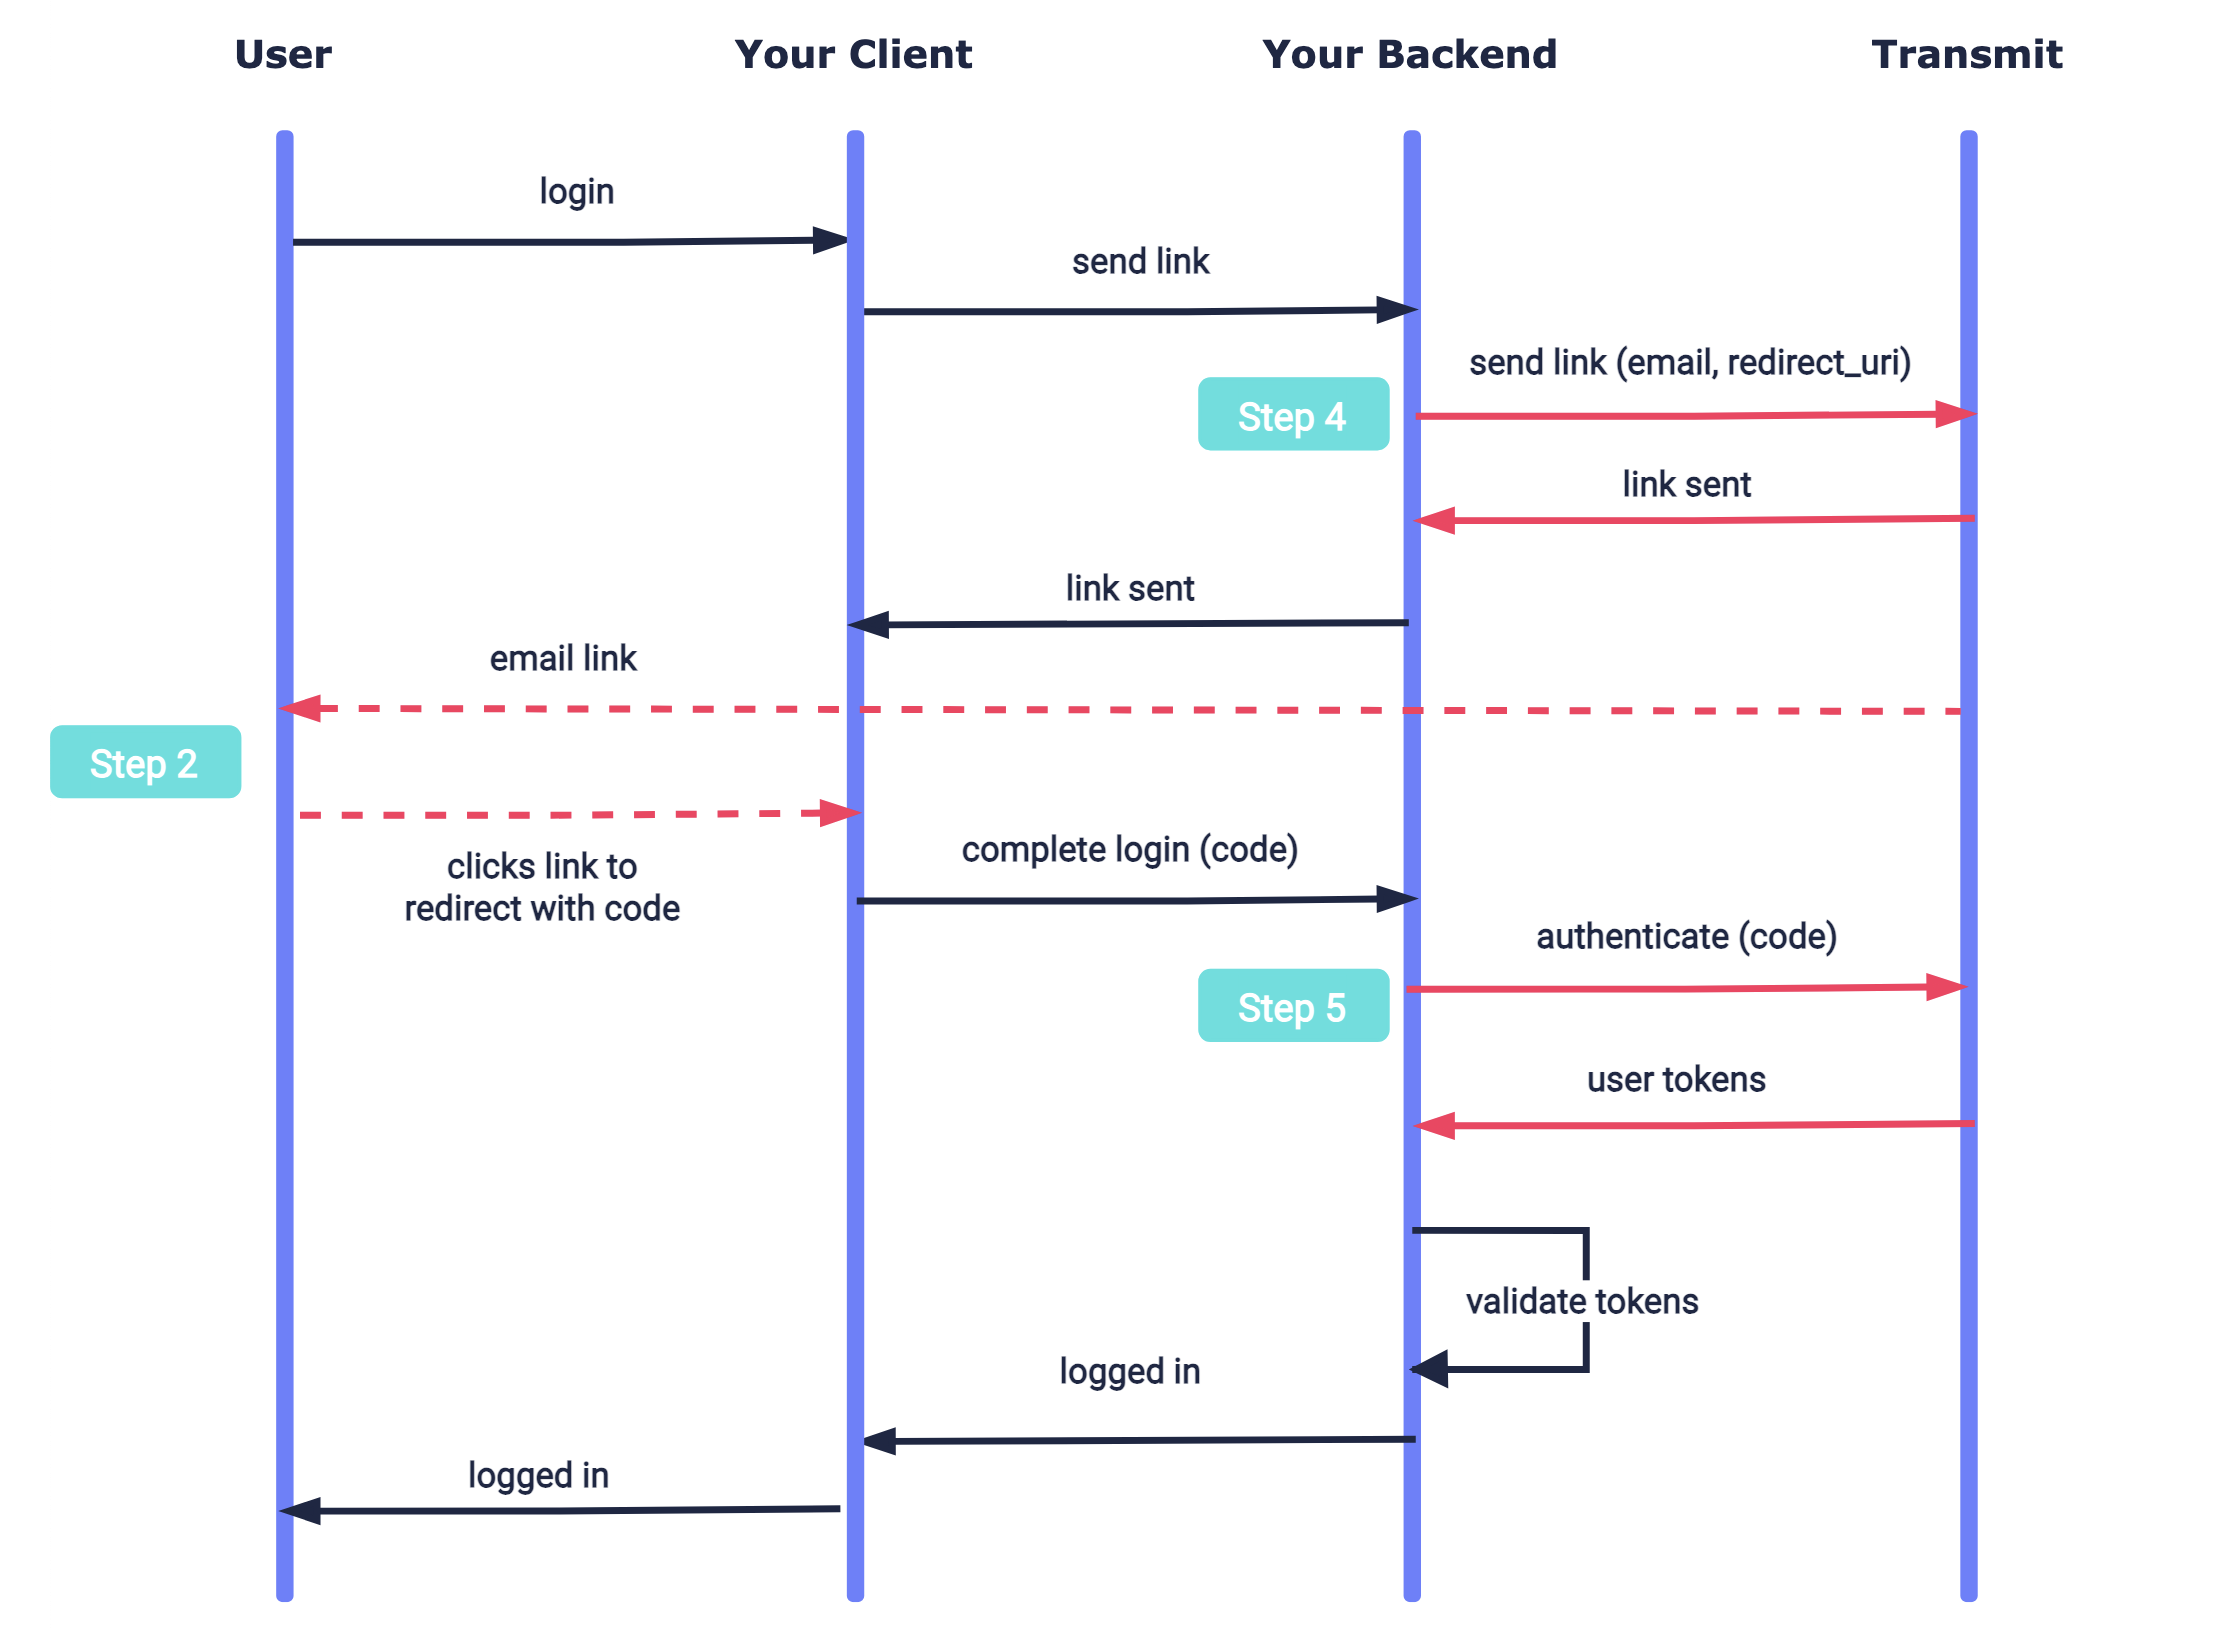 User
Your Client
Your Backend
Transmit
login
send link
send link (email, redirect_uri)
Step 4
link sent
link sent
email link
Step 2
clicks link to
redirect with code
complete login (code)
authenticate (code)
Step 5
user tokens
validate tokens
logged in
logged in